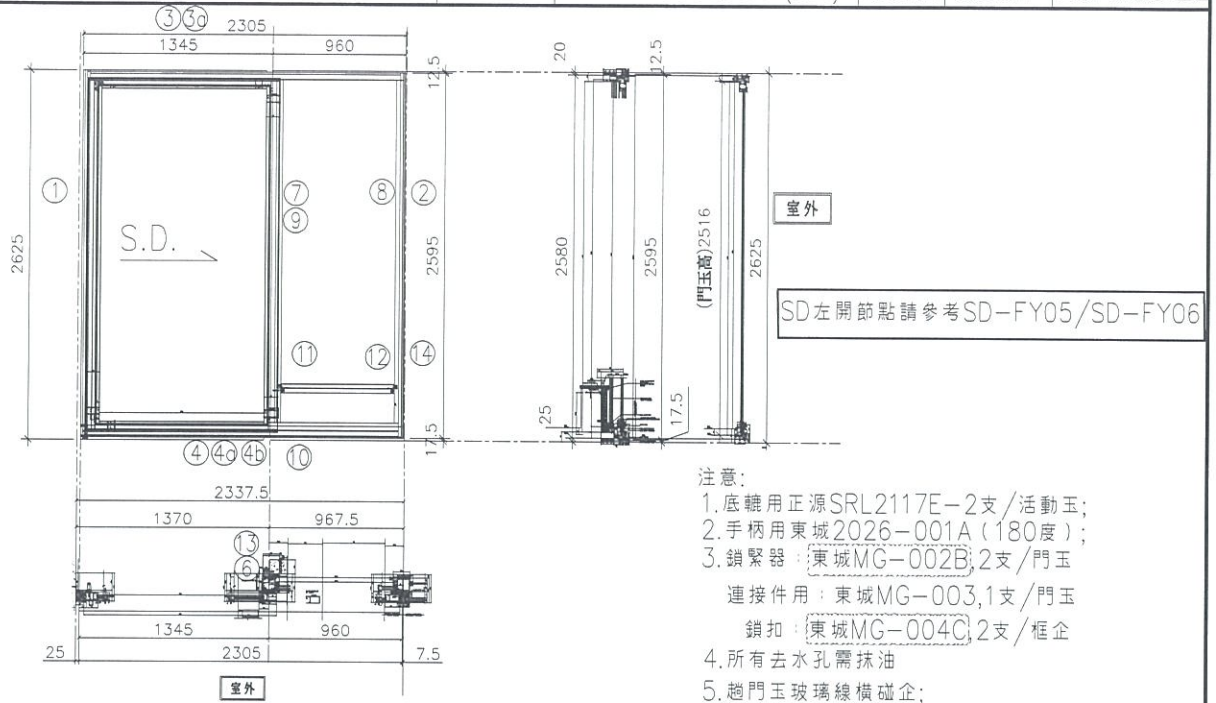 ③ ③a 2305
1345 960
12.5
① ⑦ ⑧ ②
⑨
S.D.
2625
2595
⑪ ⑫ ⑭
④ ④a ④b ⑩
17.5
2337.5
1370 967.5
⑬
⑥
1345 960
25 2305 7.5
室外
20
12.5
2580
2595
(門玉高)2516
2625
25
17.5
室外
SD左開節點請參考SD-FY05/SD-FY06
注意:
1.底轆用正源SRL2117E-2支/活動玉;
2.手柄用東城2026-001A(180度);
3.鎖緊器:東城MG-002B,2支/門玉
連接件用:東城MG-003,1支/門玉
鎖扣:東城MG-004C,2支/框企
4.所有去水孔需抹油
5.趟門玉玻璃線橫碰企;